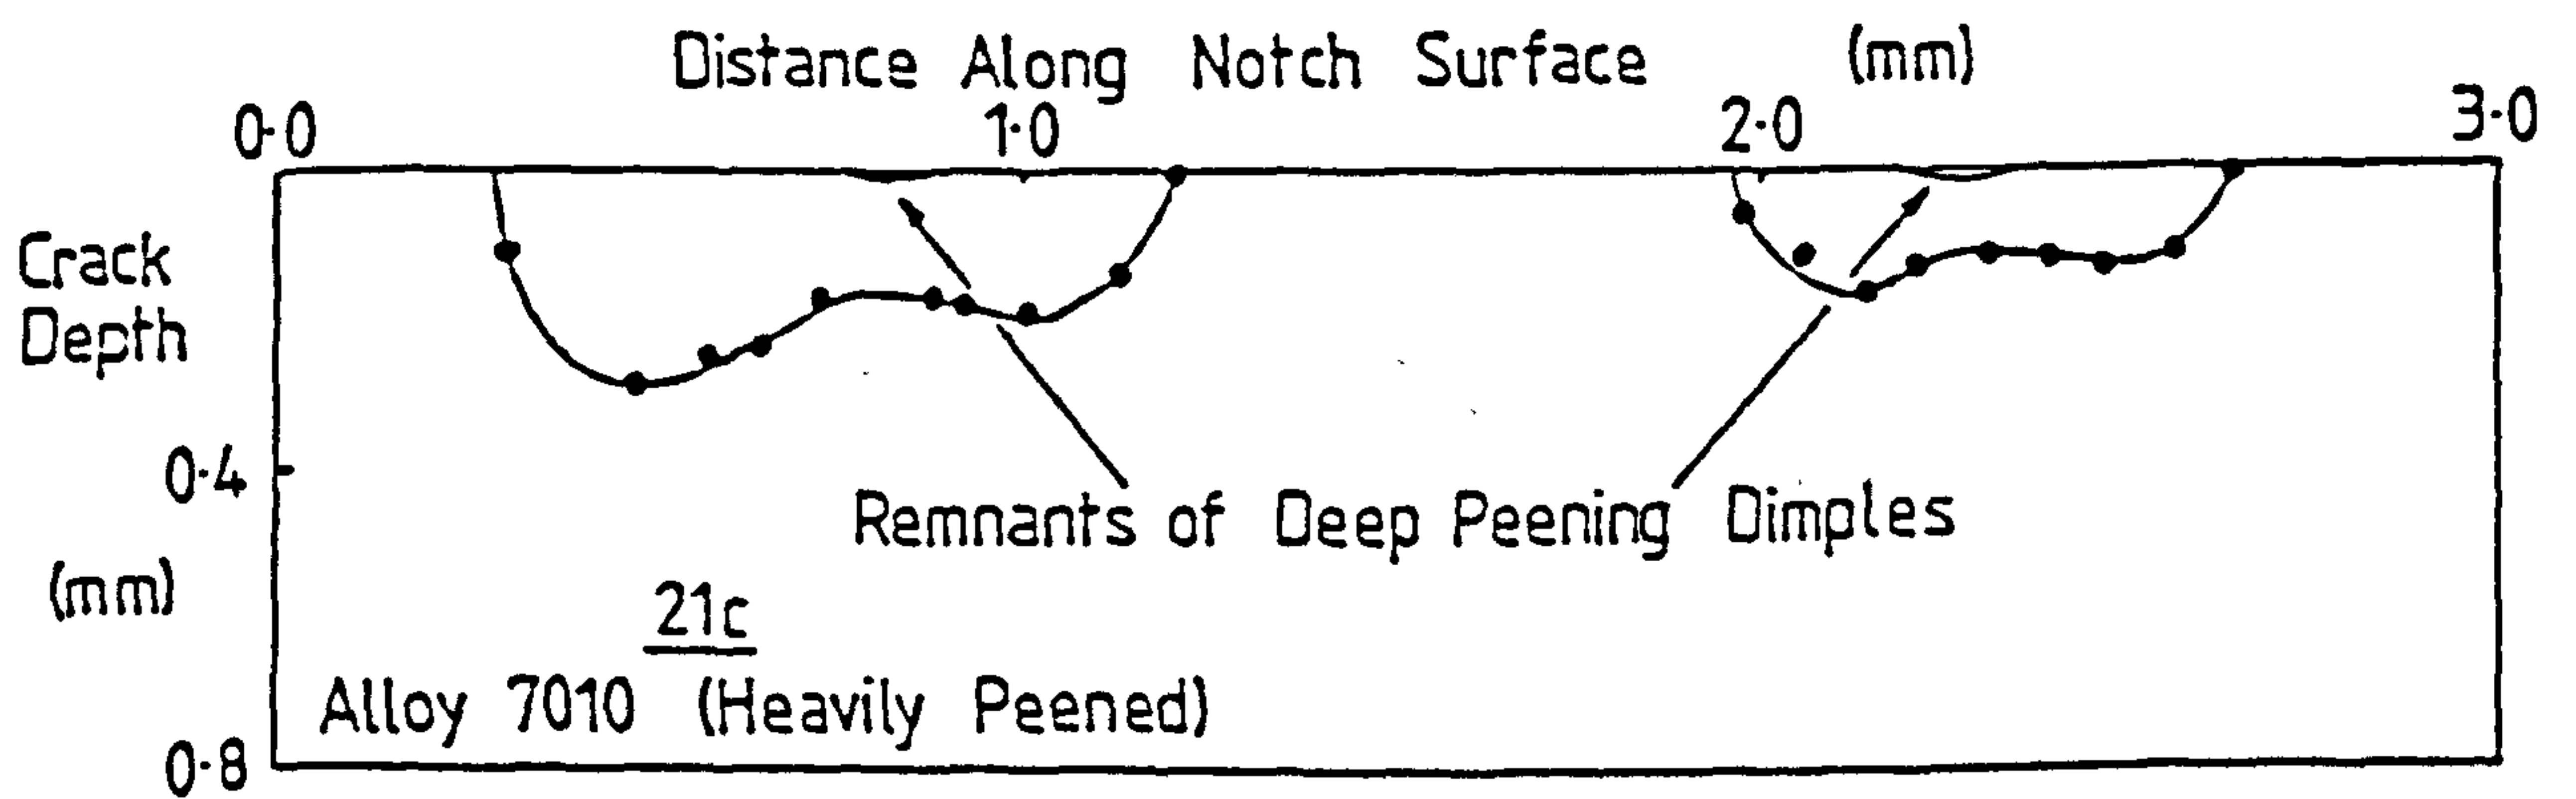 Distance Along Notch Surface (mm)
0·0 1·0 2·0 3·0
Crack
Depth
0·4
Remnants of Deep Peening Dimples
(mm)
21c
Alloy 7010 (Heavily Peened)
0·8